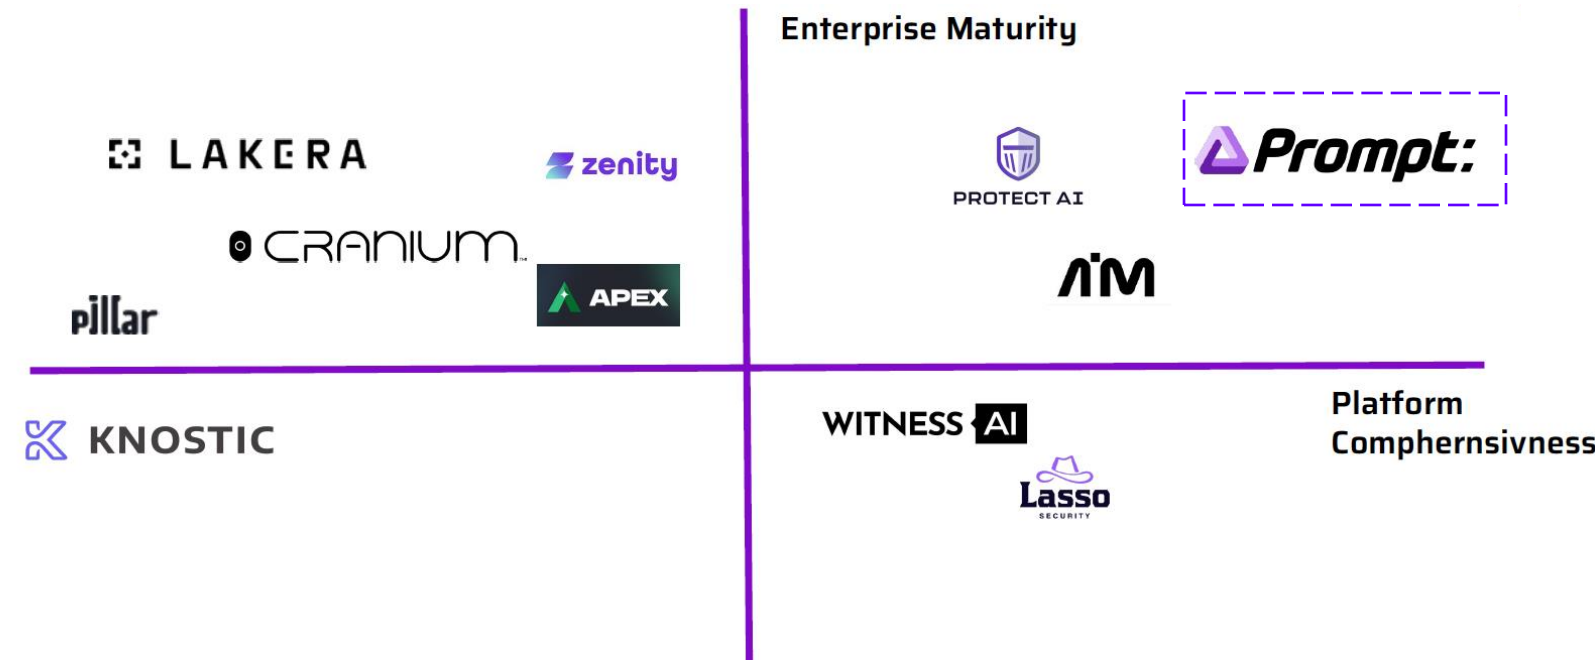 Enterprise Maturity
LAKERA
zenity
PROTECT AI
Prompt:
CRANIUM
APEX
AIM
pillar
Platform
Comphernsivness
KNOSTIC
WITNESS AI
Lasso
SECURITY